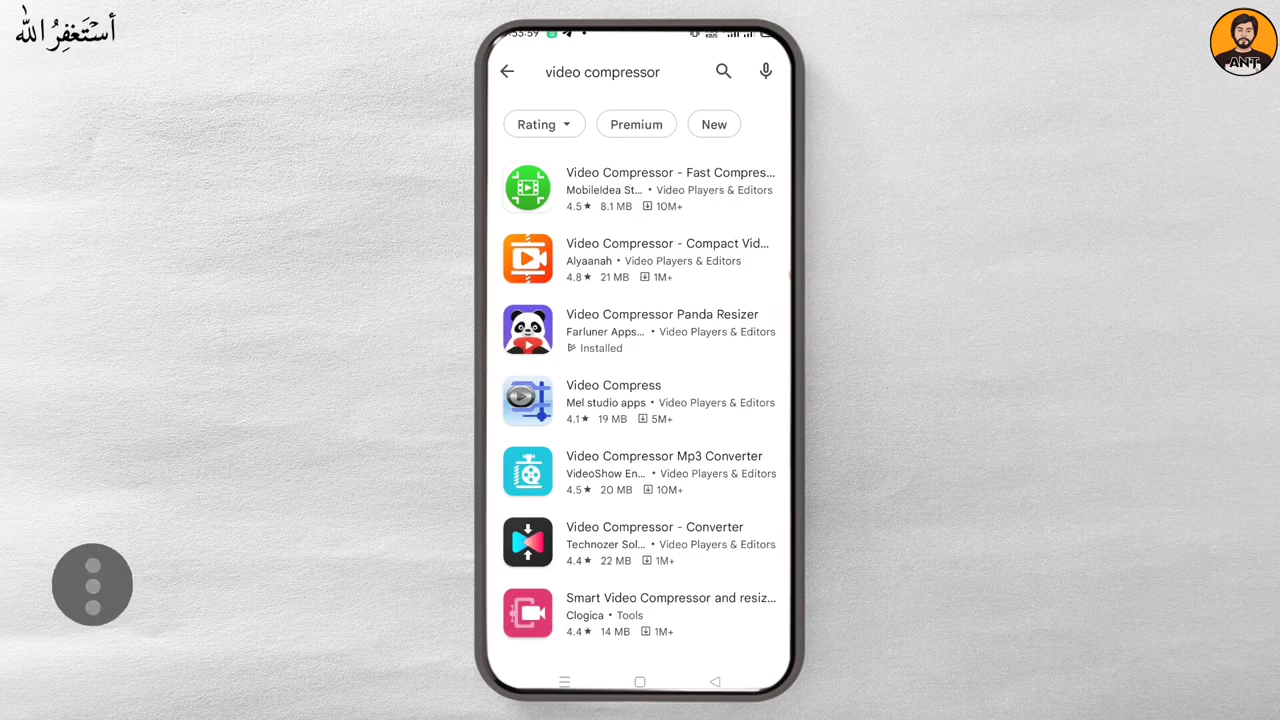 أستغفر الله
ANT
video compressor
Rating
Premium
New
Video Compressor - Fast Compres...
MobileIdea St... • Video Players & Editors
4.5★ 8.1 MB 10M+
Video Compressor - Compact Vid...
Alyaanah • Video Players & Editors
4.8★ 21 MB 1M+
Video Compressor Panda Resizer
Farluner Apps... • Video Players & Editors
Installed
Video Compress
Mel studio apps • Video Players & Editors
4.1★ 19 MB 5M+
Video Compressor Mp3 Converter
VideoShow En... • Video Players & Editors
4.5★ 20 MB 10M+
Video Compressor - Converter
Technozer Sol... • Video Players & Editors
4.4★ 22 MB 1M+
Smart Video Compressor and resiz...
Clogica • Tools
4.4★ 14 MB 1M+